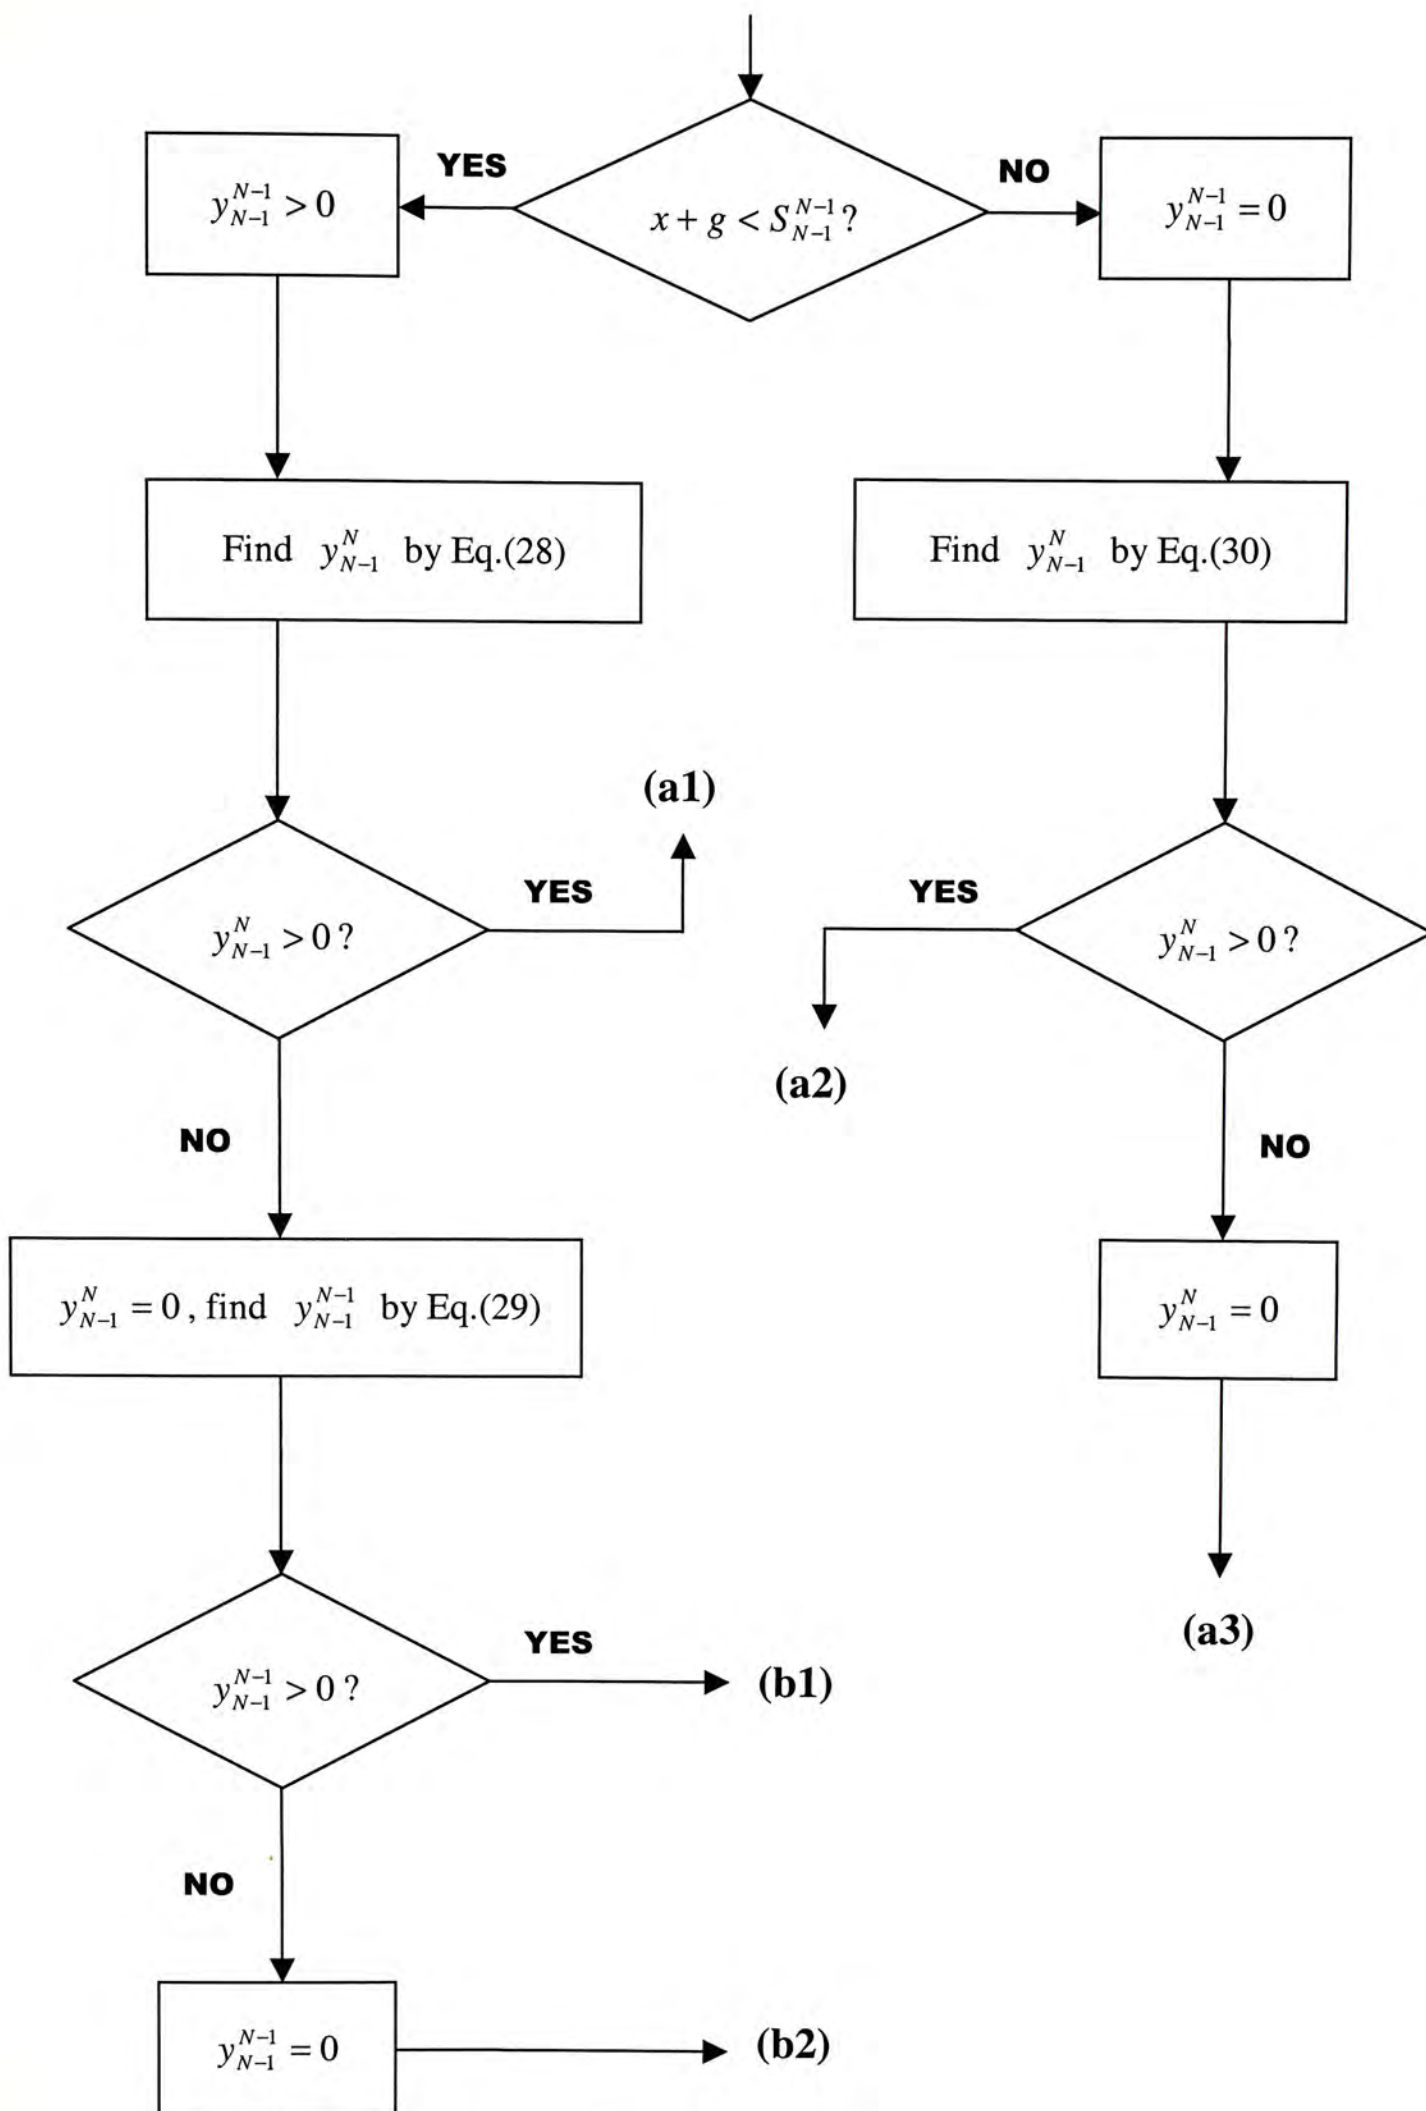 YES
NO
$y_{N-1}^{N-1} > 0$
$x + g < S_{N-1}^{N-1}$?
$y_{N-1}^{N-1} = 0$
Find $y_{N-1}^{N}$ by Eq.(28)
Find $y_{N-1}^{N}$ by Eq.(30)
(a1)
YES
YES
$y_{N-1}^{N} > 0$?
$y_{N-1}^{N} > 0$?
(a2)
NO
NO
$y_{N-1}^{N} = 0$, find $y_{N-1}^{N-1}$ by Eq.(29)
$y_{N-1}^{N} = 0$
(a3)
YES
$y_{N-1}^{N-1} > 0$?
(b1)
NO
$y_{N-1}^{N-1} = 0$
(b2)